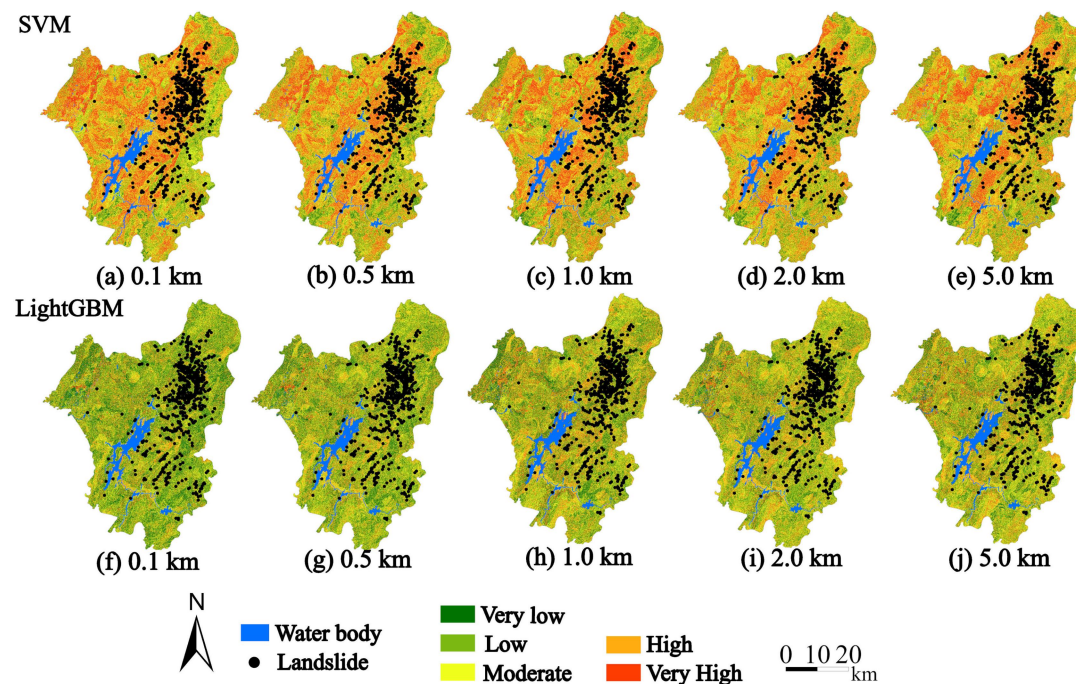 SVM
(a) 0.1 km
(b) 0.5 km
(c) 1.0 km
(d) 2.0 km
(e) 5.0 km
LightGBM
(f) 0.1 km
(g) 0.5 km
(h) 1.0 km
(i) 2.0 km
(j) 5.0 km
N
Water body
Landslide
Very low
Low
Moderate
High
Very High
0 10 20
km